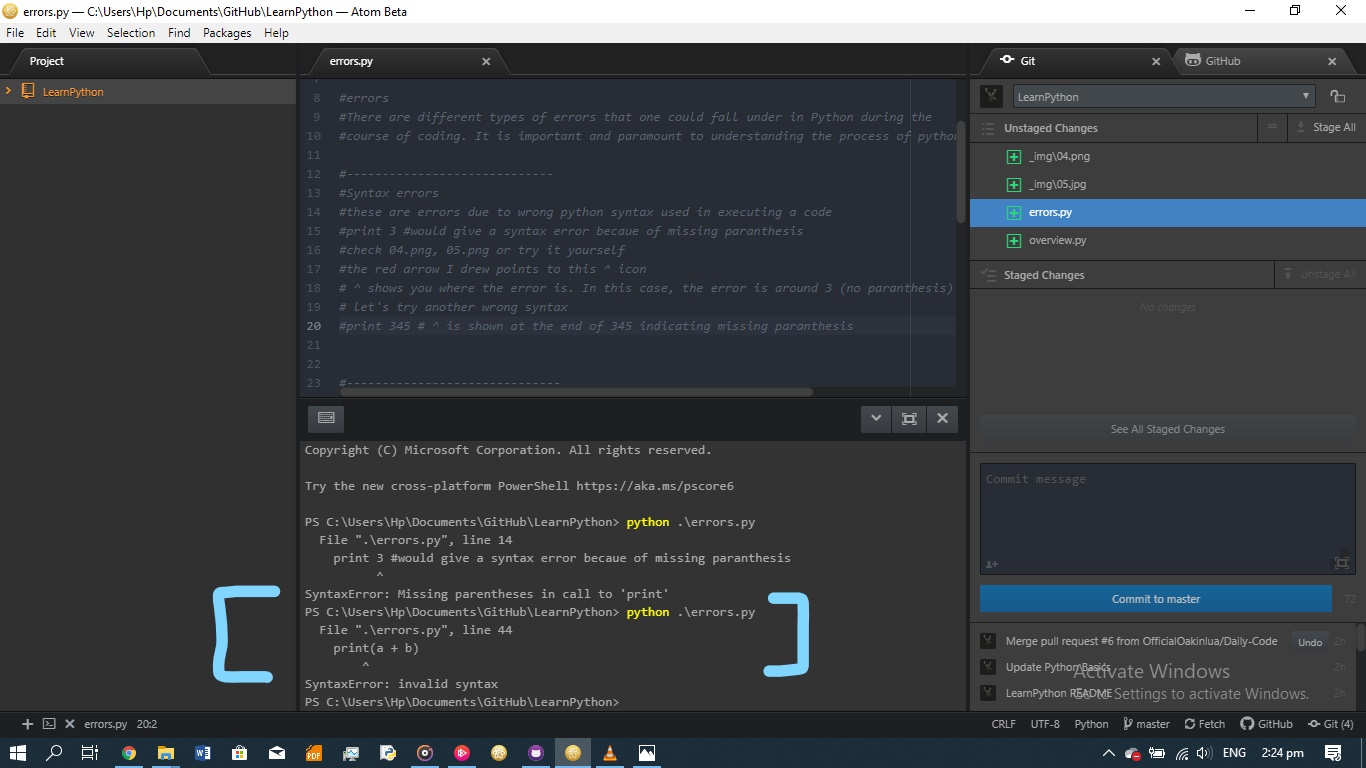 errors.py — C:\Users\Hp\Documents\GitHub\LearnPython — Atom Beta
File Edit View Selection Find Packages Help
Project
LearnPython
errors.py
8 #errors
9 #There are different types of errors that one could fall under in Python during the
10 #course of coding. It is important and paramount to understanding the process of pytho
11
12 #------------------------------
13 #Syntax errors
14 #these are errors due to wrong python syntax used in executing a code
15 #print 3 #would give a syntax error becaue of missing paranthesis
16 #check 04.png, 05.png or try it yourself
17 #the red arrow I drew points to this ^ icon
18 # ^ shows you where the error is. In this case, the error is around 3 (no paranthesis)
19 # let's try another wrong syntax
20 #print 345 # ^ is shown at the end of 345 indicating missing paranthesis
21
22
23 #-------------------------------
Copyright (C) Microsoft Corporation. All rights reserved.
Try the new cross-platform PowerShell https://aka.ms/pscore6
PS C:\Users\Hp\Documents\GitHub\LearnPython> python .\errors.py
File ".\errors.py", line 14
print 3 #would give a syntax error becaue of missing paranthesis
^
SyntaxError: Missing parentheses in call to 'print'
PS C:\Users\Hp\Documents\GitHub\LearnPython> python .\errors.py
File ".\errors.py", line 44
print(a + b)
^
SyntaxError: invalid syntax
PS C:\Users\Hp\Documents\GitHub\LearnPython>
Git
GitHub
LearnPython
Unstaged Changes
Stage All
_img\04.png
_img\05.jpg
errors.py
overview.py
Staged Changes
Unstage All
No changes
See All Staged Changes
Commit message
Commit to master
72
Merge pull request #6 from OfficialOakinlua/Daily-Code Undo 2h
Update PythonBasics 2h
LearnPython README 2h
Activate Windows
Go to Settings to activate Windows.
errors.py 20:2
CRLF UTF-8 Python master Fetch GitHub Git (4)
PDF
ENG 2:24 pm